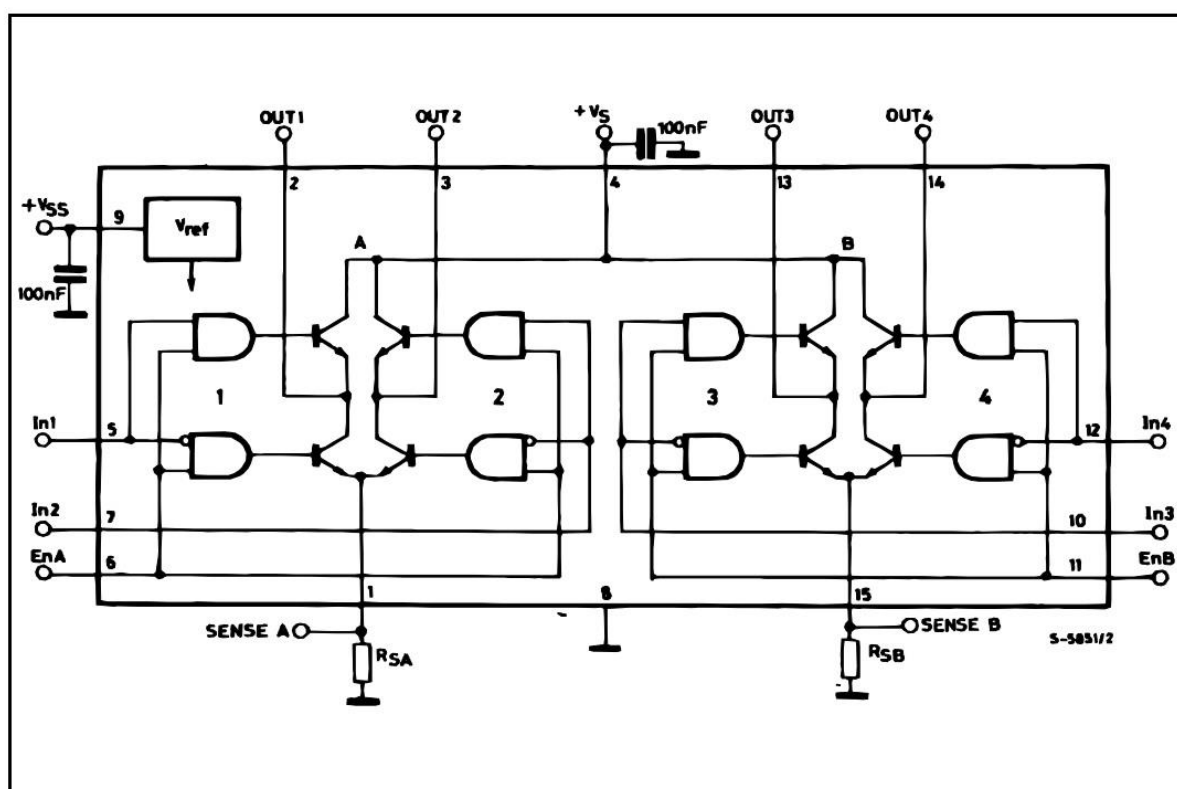 OUT1 OUT2 +VS 100nF OUT3 OUT4
2 3 4 13 14
+VSS 9 Vref
A B
100nF
1 2 3 4
In1 5 12 In4
In2 7 10 In3
EnA 6 11 EnB
1 8 15
SENSE A SENSE B S-5851/2
RSA RSB